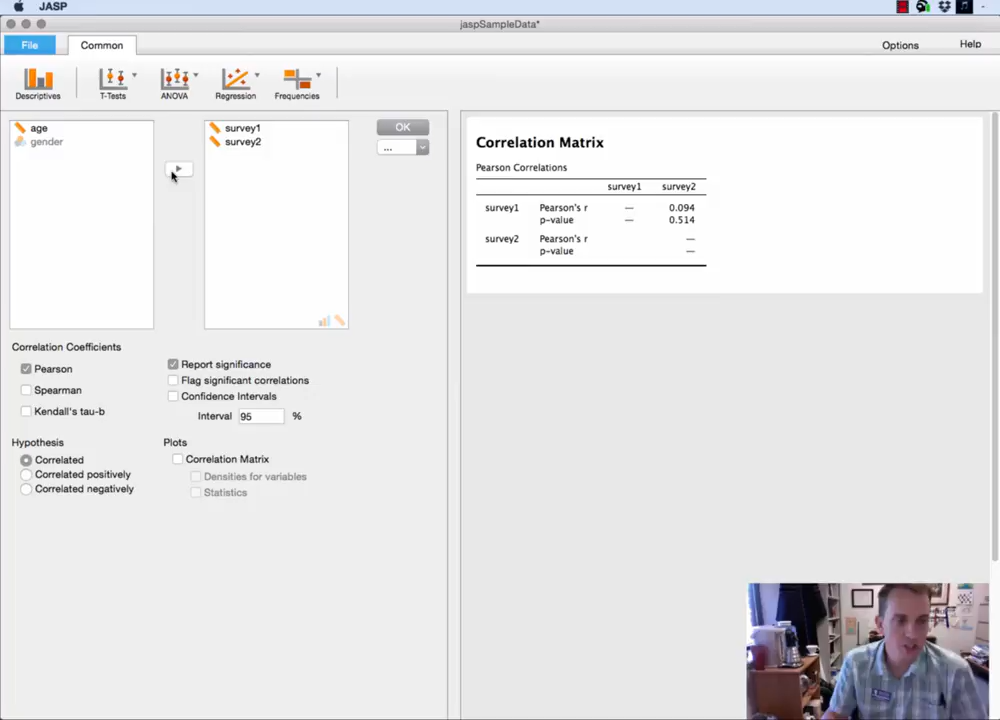 JASP
jaspSampleData*
File
Common
Options
Help
Descriptives
T-Tests
ANOVA
Regression
Frequencies
age
gender
survey1
survey2
OK
...
Correlation Matrix
Pearson Correlations
survey1 survey2
survey1 Pearson's r — 0.094
p-value — 0.514
survey2 Pearson's r —
p-value —
Correlation Coefficients
Pearson
Spearman
Kendall's tau-b
Report significance
Flag significant correlations
Confidence Intervals
Interval 95 %
Hypothesis
Correlated
Correlated positively
Correlated negatively
Plots
Correlation Matrix
Densities for variables
Statistics